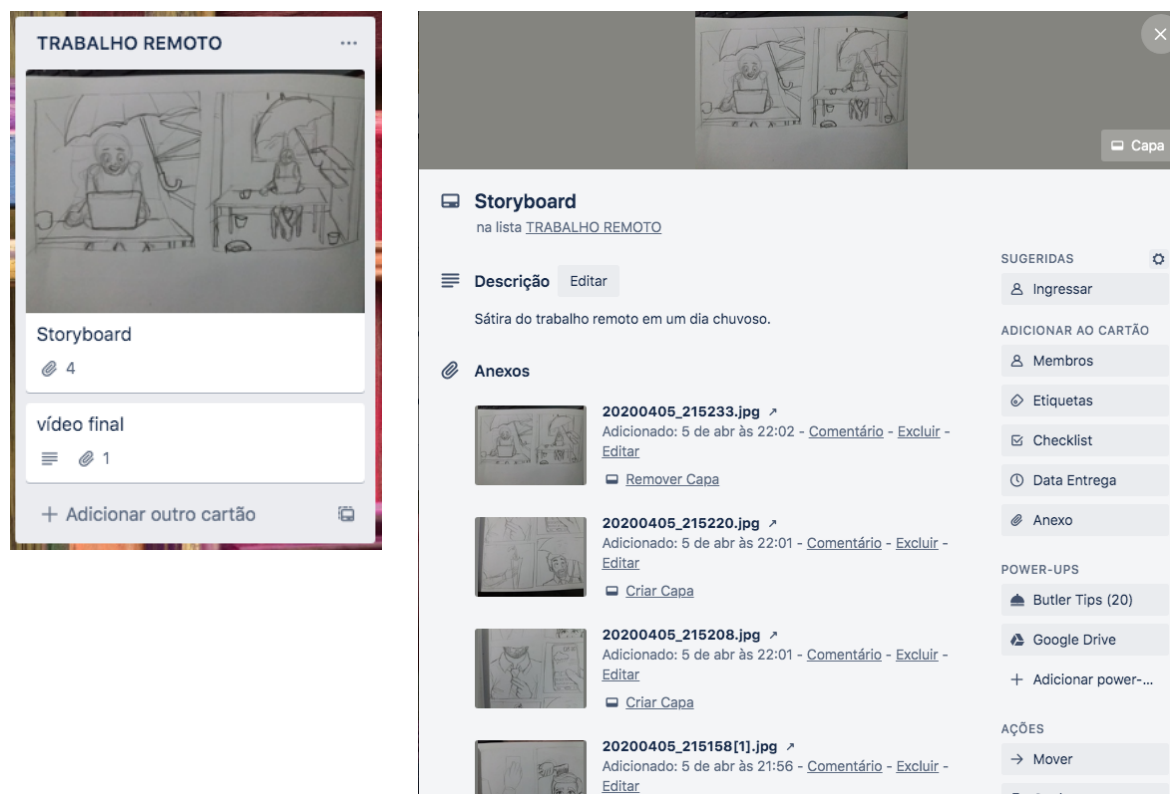 TRABALHO REMOTO
Storyboard
4
vídeo final
1
+ Adicionar outro cartão
Capa
Storyboard
na lista TRABALHO REMOTO
Descrição Editar
Sátira do trabalho remoto em um dia chuvoso.
Anexos
20200405_215233.jpg ↗
Adicionado: 5 de abr às 22:02 - Comentário - Excluir -
Editar
Remover Capa
20200405_215220.jpg ↗
Adicionado: 5 de abr às 22:01 - Comentário - Excluir -
Editar
Criar Capa
20200405_215208.jpg ↗
Adicionado: 5 de abr às 22:01 - Comentário - Excluir -
Editar
Criar Capa
20200405_215158[1].jpg ↗
Adicionado: 5 de abr às 21:56 - Comentário - Excluir -
Editar
SUGERIDAS
Ingressar
ADICIONAR AO CARTÃO
Membros
Etiquetas
Checklist
Data Entrega
Anexo
POWER-UPS
Butler Tips (20)
Google Drive
+ Adicionar power-...
AÇÕES
→ Mover